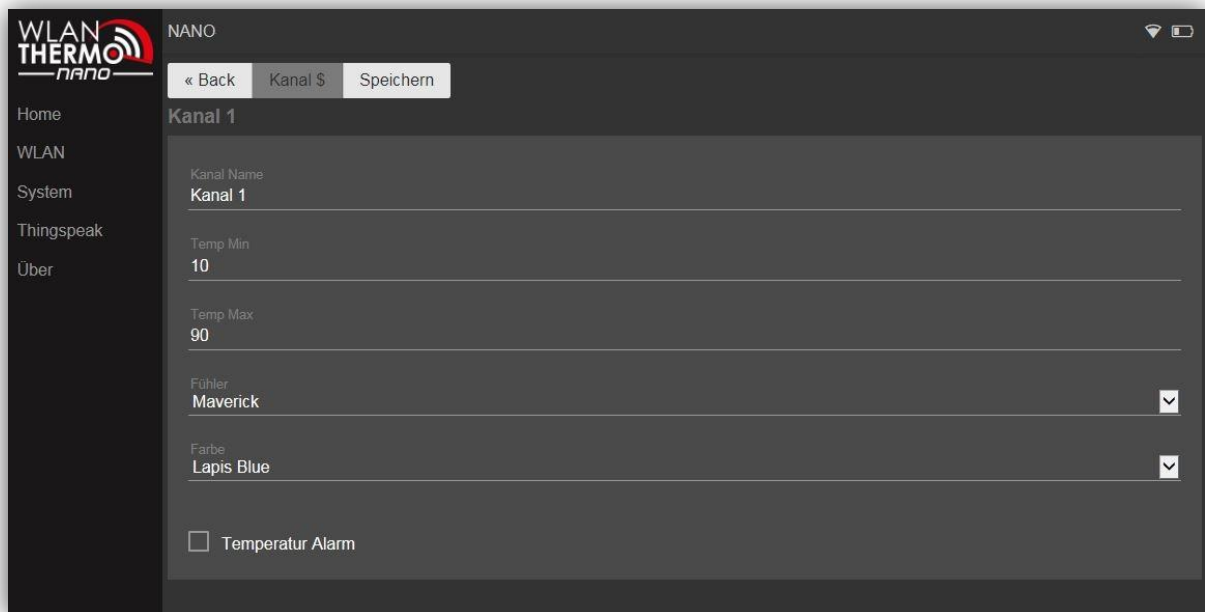 WLAN
THERMO
nano
Home
WLAN
System
Thingspeak
Über
NANO
« Back Kanal $ Speichern
Kanal 1
Kanal Name
Kanal 1
Temp Min
10
Temp Max
90
Fühler
Maverick
Farbe
Lapis Blue
Temperatur Alarm